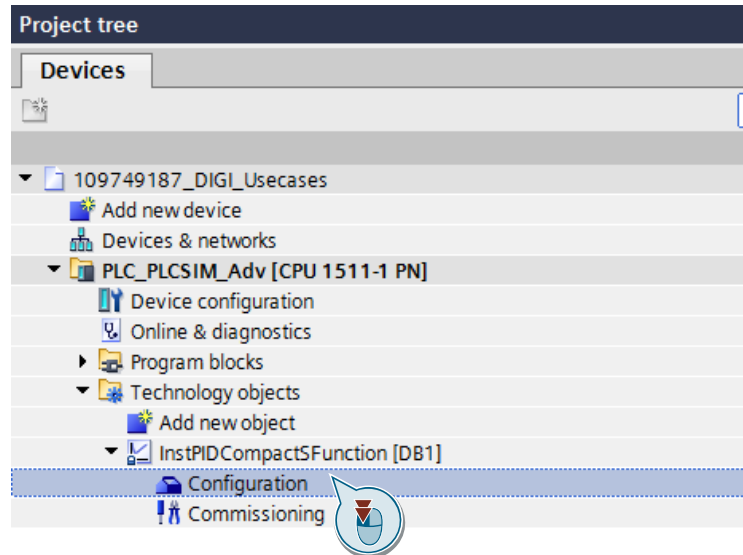 Project tree
Devices
109749187_DIGI_Usecases
Add new device
Devices & networks
PLC_PLCSIM_Adv [CPU 1511-1 PN]
Device configuration
Online & diagnostics
Program blocks
Technology objects
Add new object
InstPIDCompactSFunction [DB1]
Configuration
Commissioning